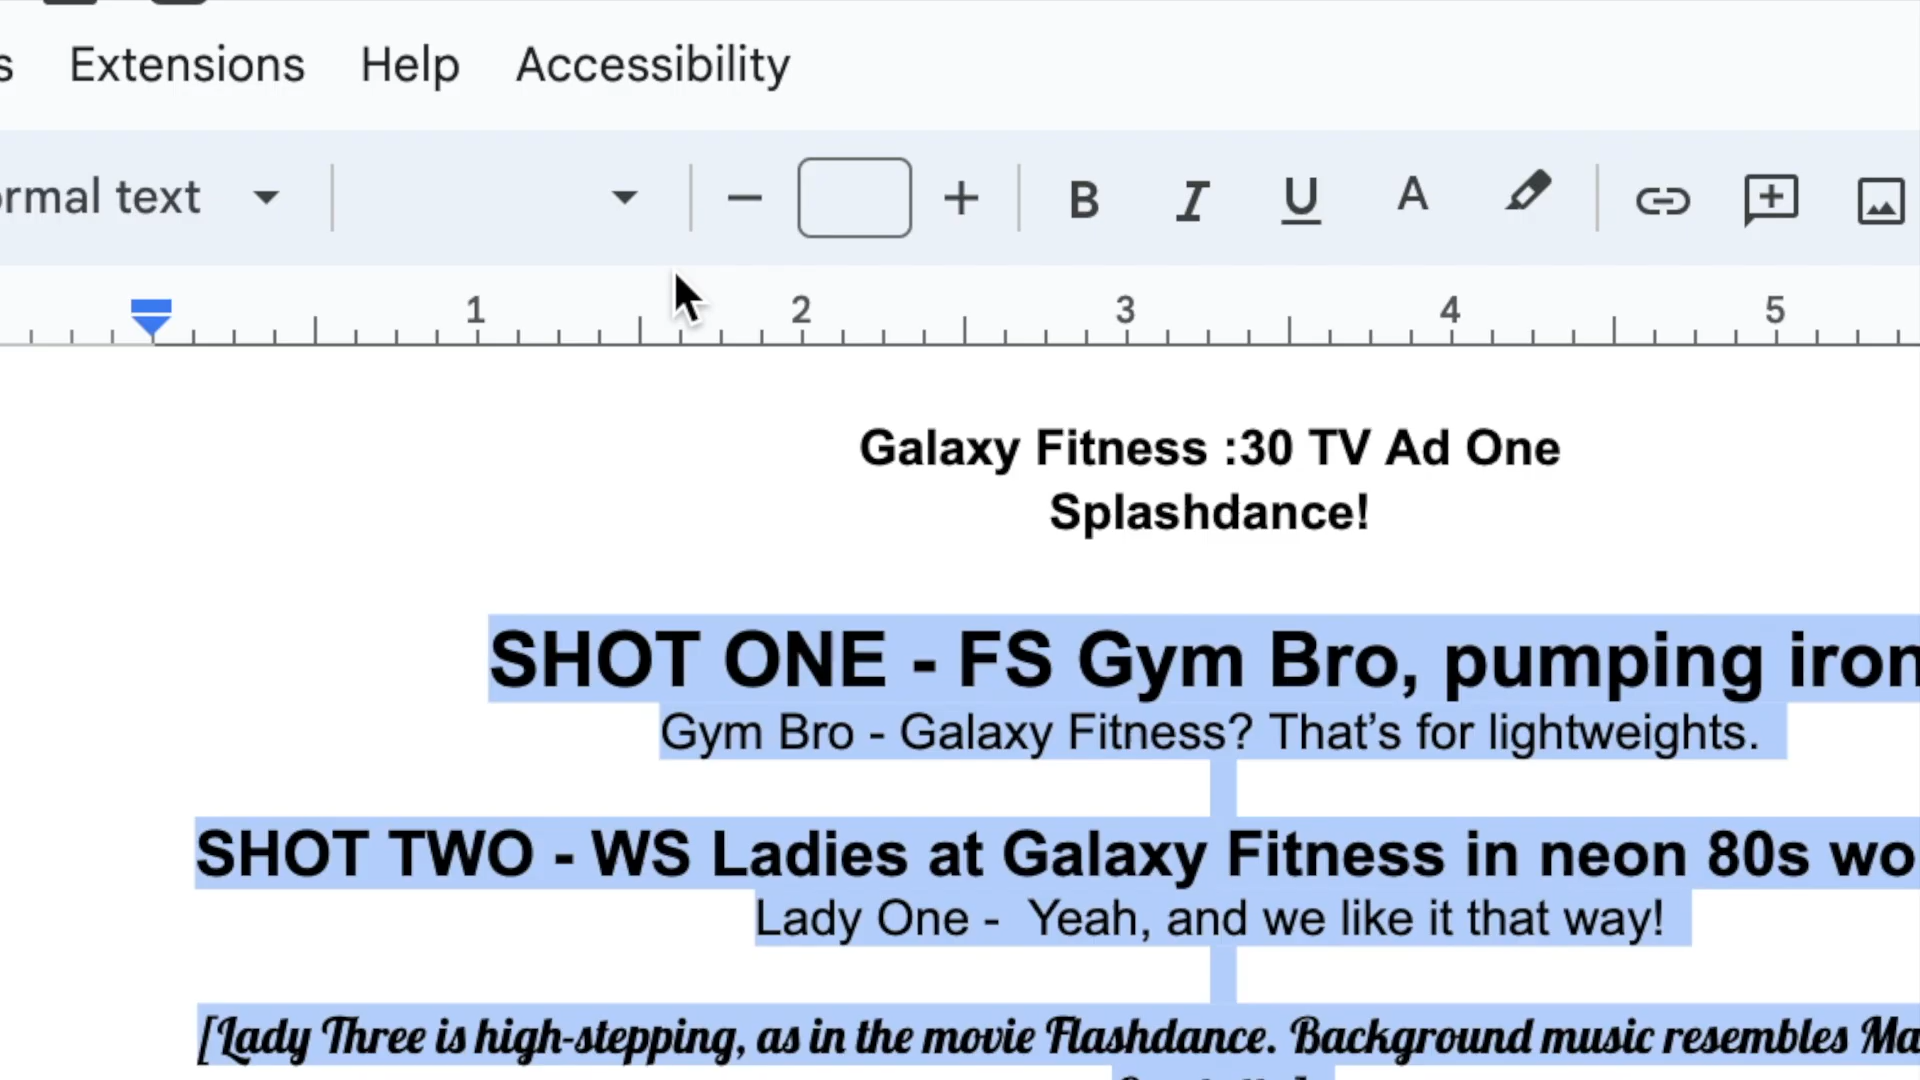 s Extensions Help Accessibility
ormal text B I U A
1 2 3 4 5
Galaxy Fitness :30 TV Ad One
Splashdance!
SHOT ONE - FS Gym Bro, pumping iron
Gym Bro - Galaxy Fitness? That’s for lightweights.
SHOT TWO - WS Ladies at Galaxy Fitness in neon 80s wo
Lady One -  Yeah, and we like it that way!
[Lady Three is high-stepping, as in the movie Flashdance. Background music resembles Ma